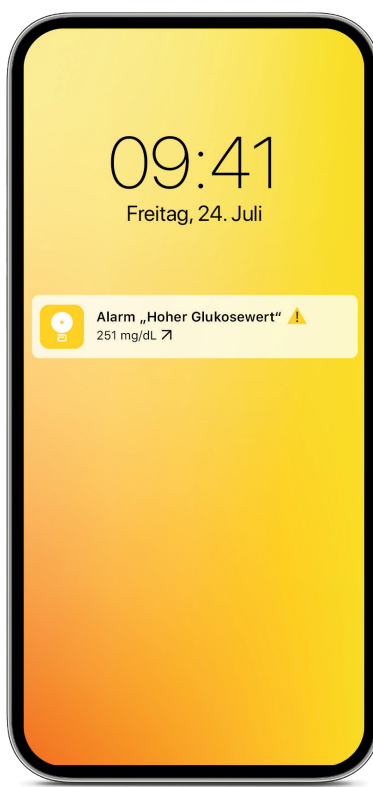 09:41
Freitag, 24. Juli
Alarm „Hoher Glukosewert“ ⚠
251 mg/dL ↗